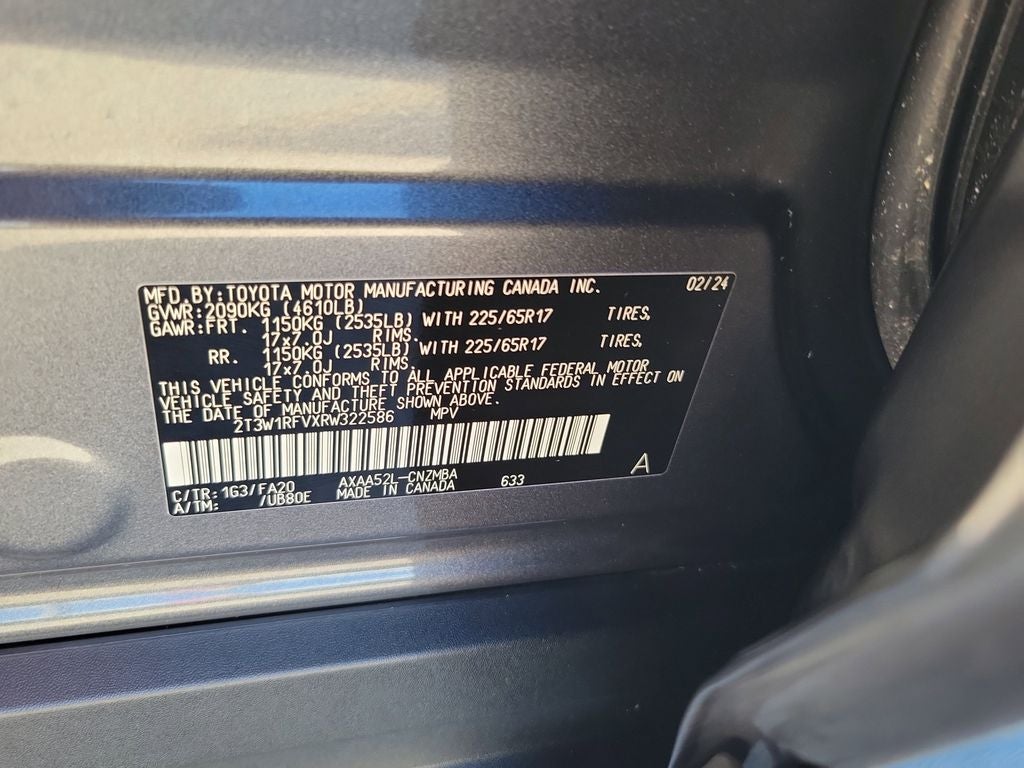 MFD. BY: TOYOTA MOTOR MANUFACTURING CANADA INC. 02/24
GVWR: 2090KG (4610LB)
GAWR: FRT. 1150KG (2535LB) WITH 225/65R17 TIRES,
17x7.0J RIMS.
RR. 1150KG (2535LB) WITH 225/65R17 TIRES,
17x7.0J RIMS.
THIS VEHICLE CONFORMS TO ALL APPLICABLE FEDERAL MOTOR
VEHICLE SAFETY AND THEFT PREVENTION STANDARDS IN EFFECT ON
THE DATE OF MANUFACTURE SHOWN ABOVE.
2T3W1RFVXRW322586 MPV
C/TR: 1G3/FA20 AXAA52L-CNZMBA 633 A
A/TM: /UB80E MADE IN CANADA